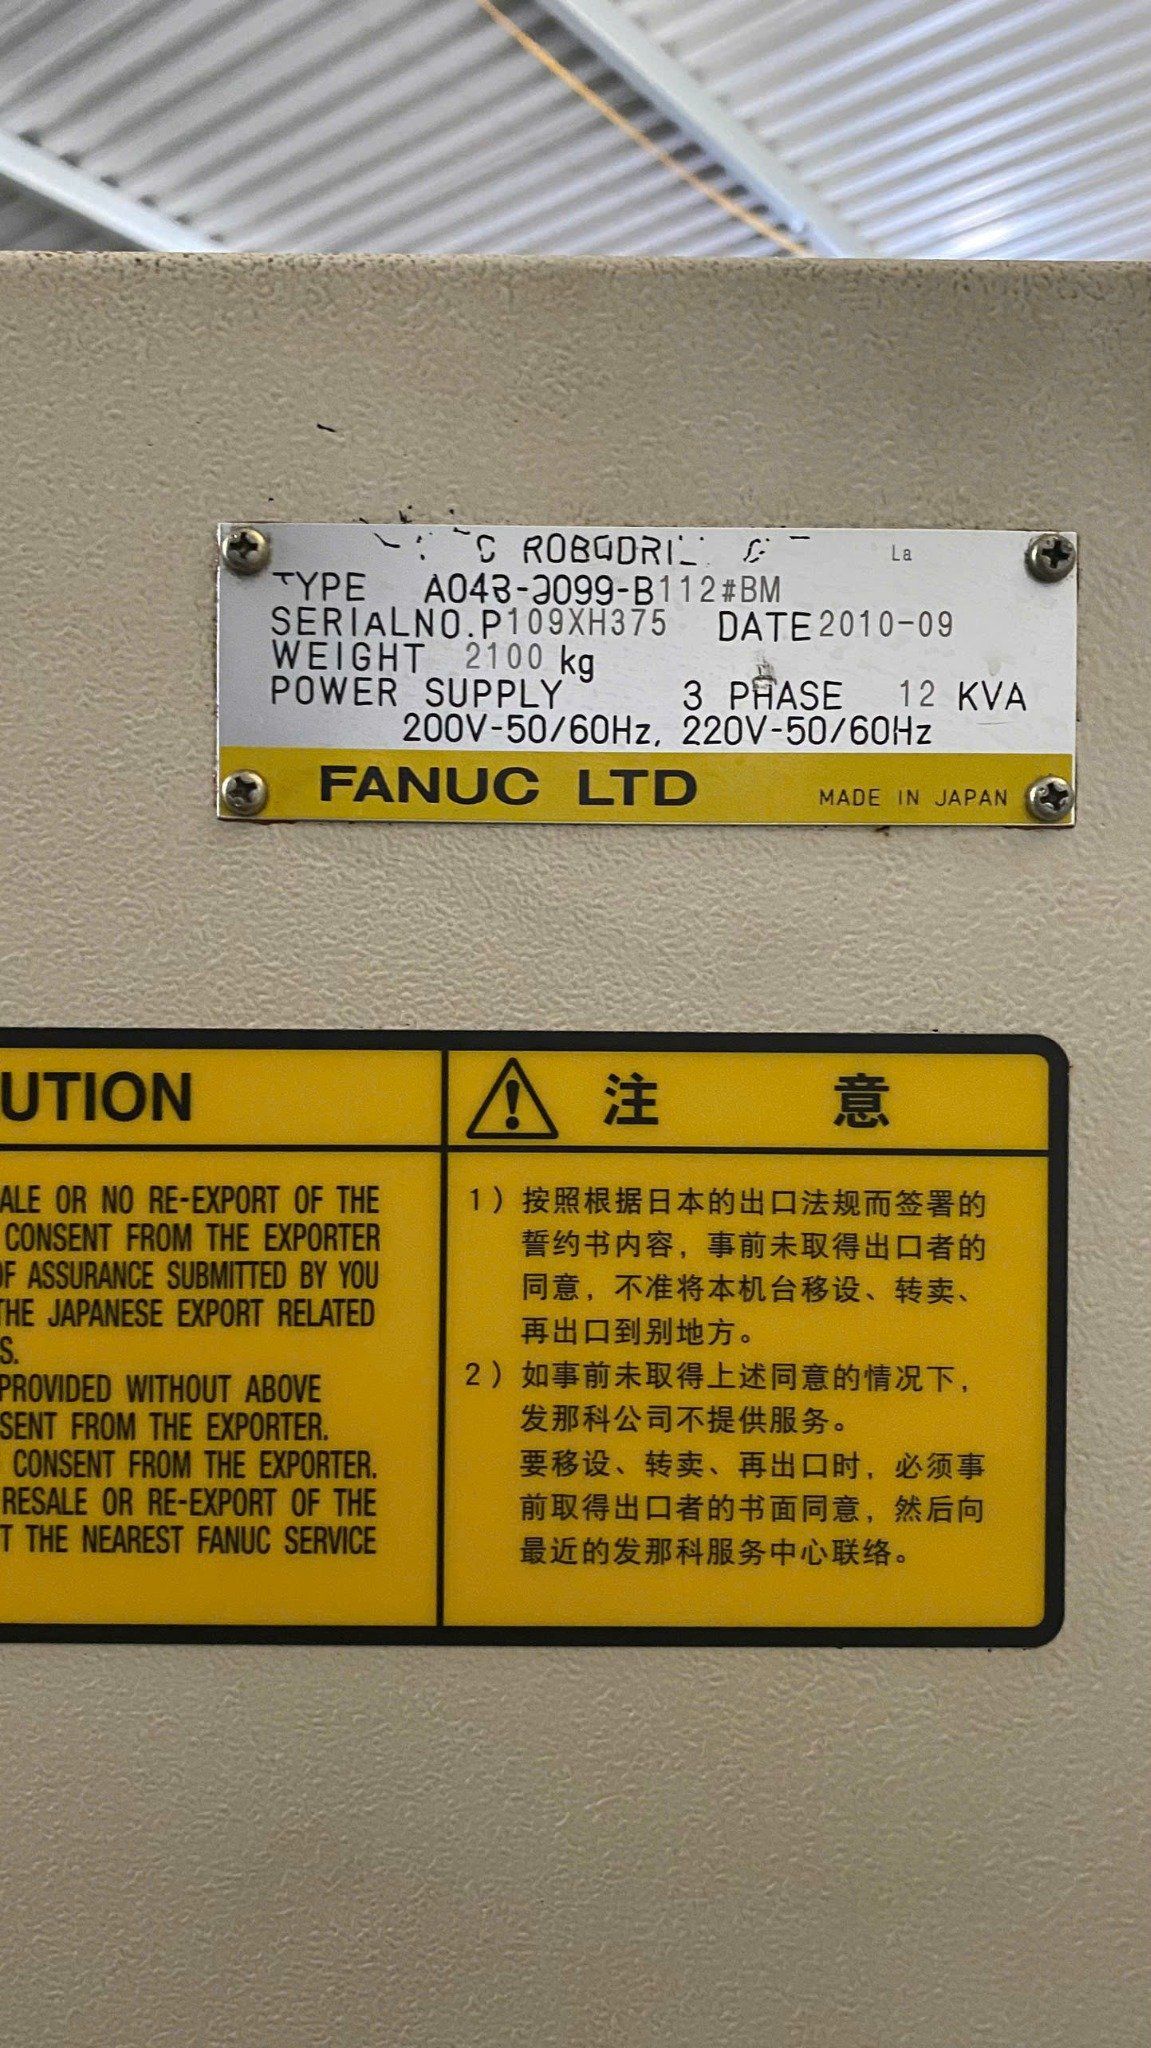 ROBODRIL La
TYPE A04B-0099-B112#BM
SERIAL NO. P109XH375 DATE 2010-09
WEIGHT 2100 kg
POWER SUPPLY 3 PHASE 12 KVA
200V-50/60Hz, 220V-50/60Hz
FANUC LTD MADE IN JAPAN
UTION
ALE OR NO RE-EXPORT OF THE
CONSENT FROM THE EXPORTER
OF ASSURANCE SUBMITTED BY YOU
THE JAPANESE EXPORT RELATED
S.
PROVIDED WITHOUT ABOVE
SENT FROM THE EXPORTER.
CONSENT FROM THE EXPORTER.
RESALE OR RE-EXPORT OF THE
T THE NEAREST FANUC SERVICE
注 意
1）按照根据日本的出口法规而签署的
誓约书内容，事前未取得出口者的
同意，不准将本机台移设、转卖、
再出口到别地方。
2）如事前未取得上述同意的情况下，
发那科公司不提供服务。
要移设、转卖、再出口时，必须事
前取得出口者的书面同意，然后向
最近的发那科服务中心联络。